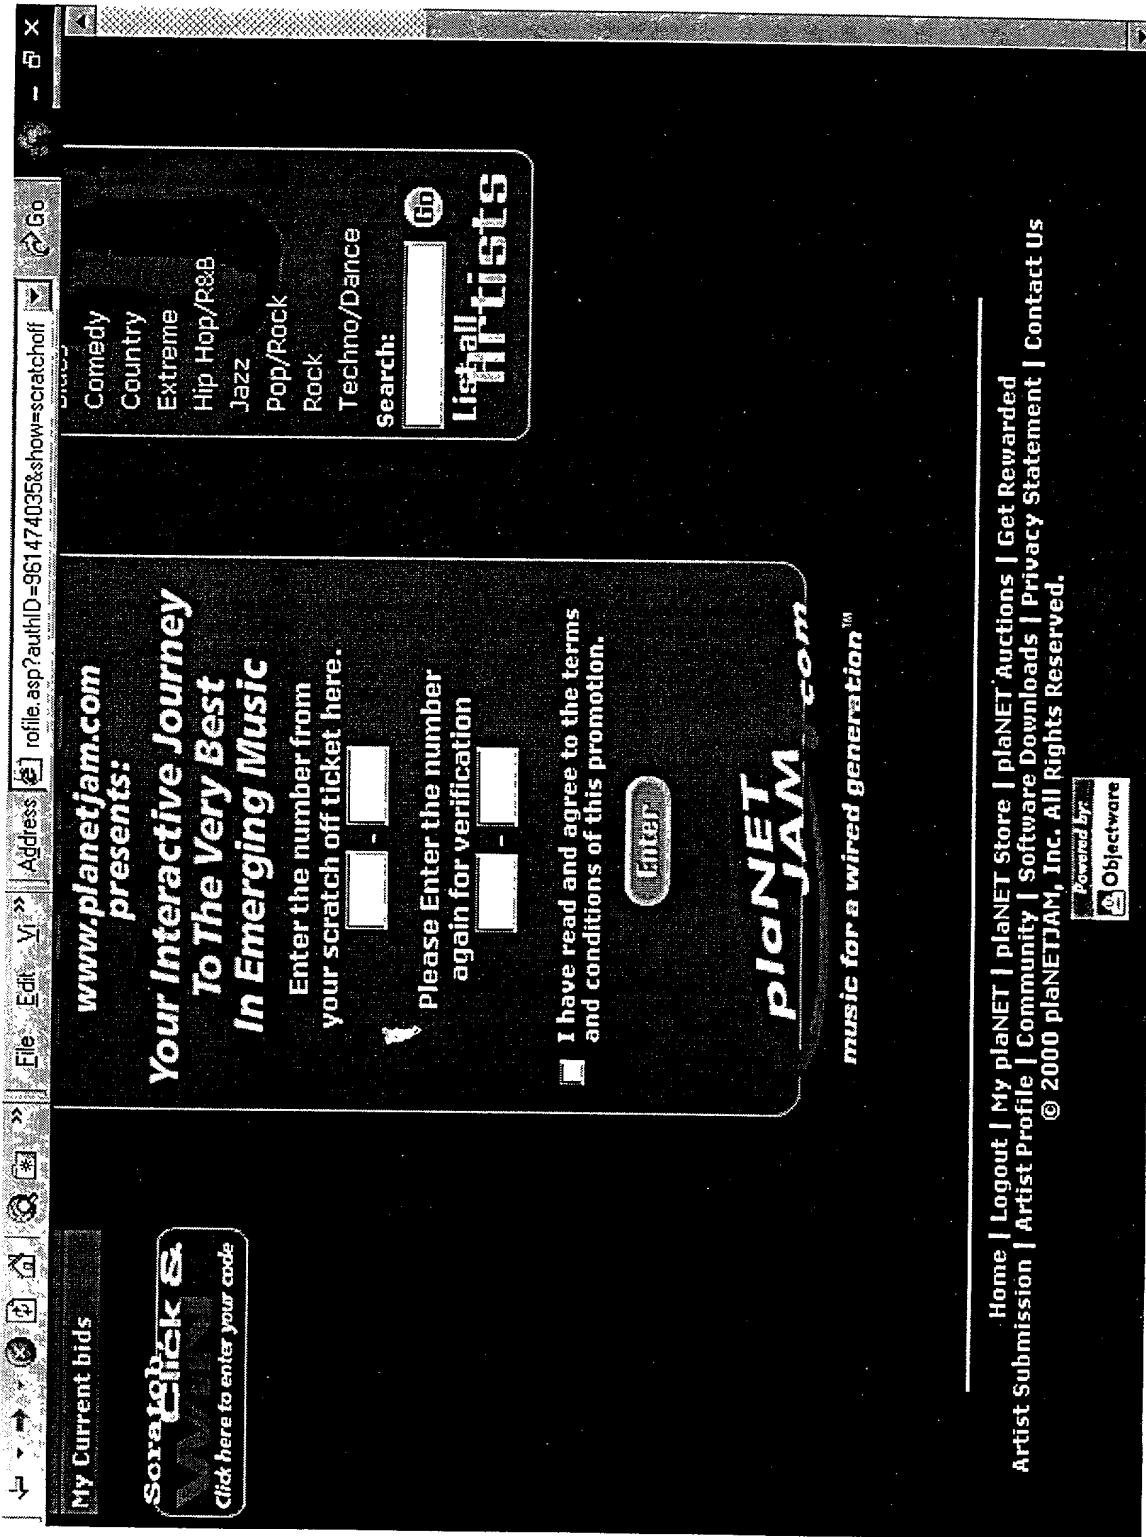 File Edit Vi » Address rofile.asp?authID=961474035&show=scratchoff Go
My Current bids
Scratch,
Click &
WIN!
Click here to enter your code
www.planetjam.com
presents:
Your Interactive Journey
To The Very Best
In Emerging Music
Enter the number from
your scratch off ticket here.
-
Please Enter the number
again for verification
-
I have read and agree to the terms
and conditions of this promotion.
Enter
plaNET
JAM .com
music for a wired generation™
Comedy
Country
Extreme
Hip Hop/R&B
Jazz
Pop/Rock
Rock
Techno/Dance
Search:
Go
List all
Artists
Home | Logout | My plaNET | plaNET Store | plaNET Auctions | Get Rewarded
Artist Submission | Artist Profile | Community | Software Downloads | Privacy Statement | Contact Us
© 2000 plaNETJAM, Inc. All Rights Reserved.
Powered by:
Objectware